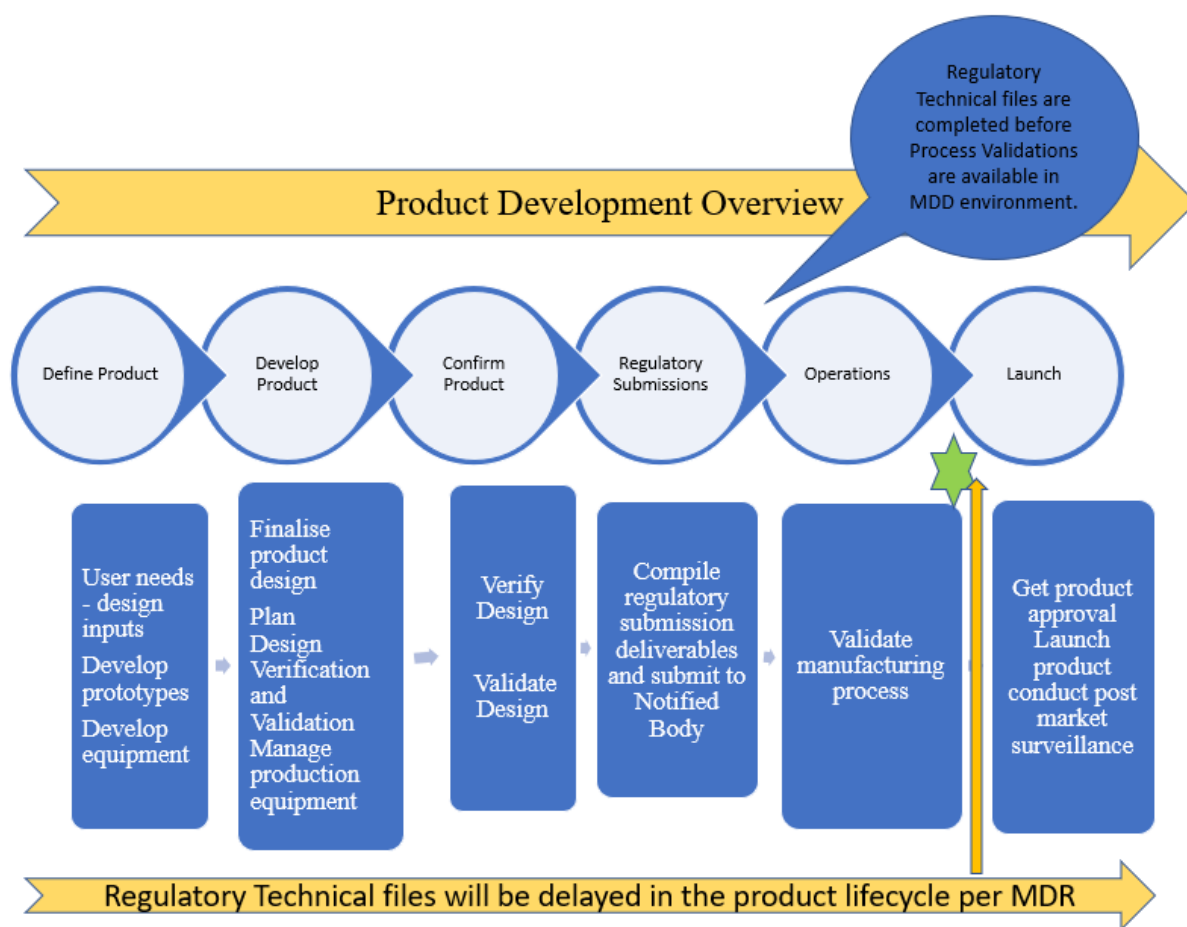 Regulatory
Technical files are
completed before
Process Validations
are available in
MDD environment.
Product Development Overview
Define Product
Develop
Product
Confirm
Product
Regulatory
Submissions
Operations
Launch
User needs
- design
inputs
Develop
prototypes
Develop
equipment
Finalise
product
design
Plan
Design
Verification
and
Validation
Manage
production
equipment
Verify
Design
Validate
Design
Compile
regulatory
submission
deliverables
and submit to
Notified
Body
Validate
manufacturing
process
Get product
approval
Launch
product
conduct post
market
surveillance
Regulatory Technical files will be delayed in the product lifecycle per MDR